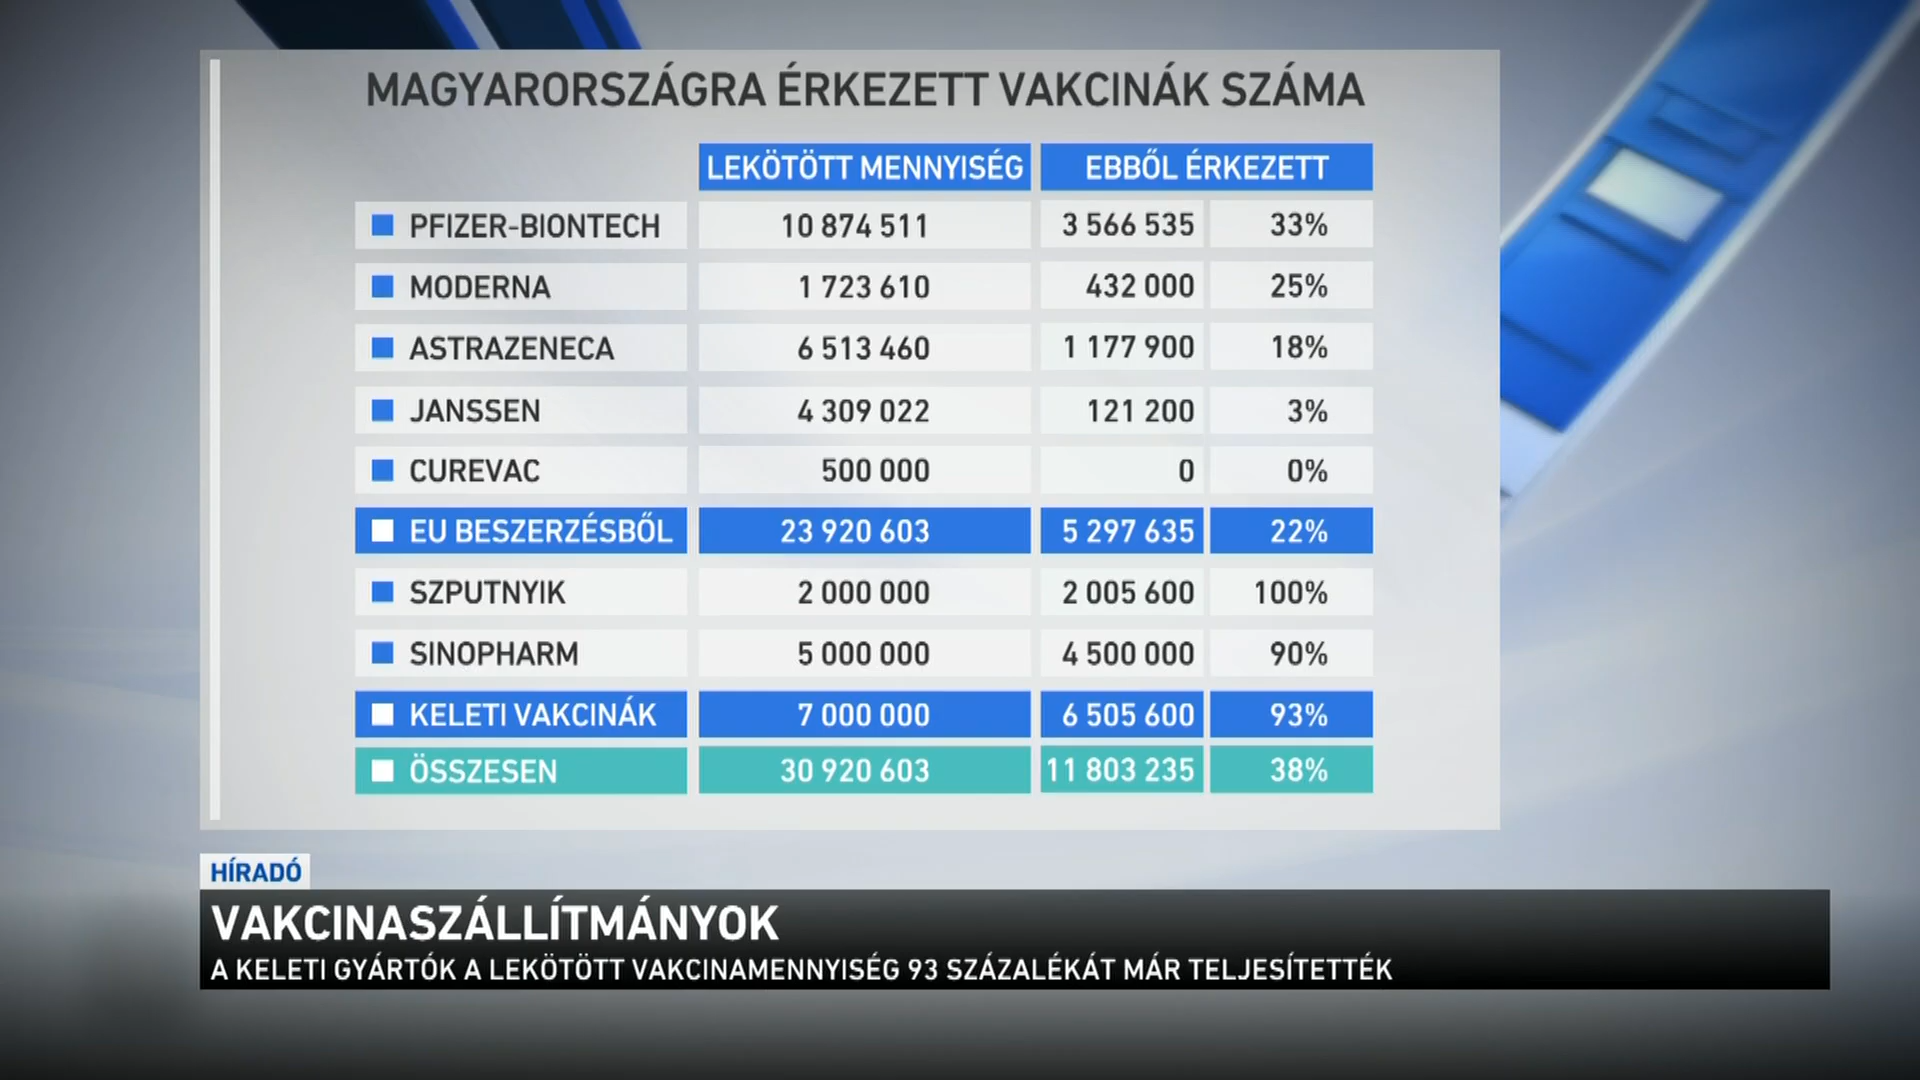 MAGYARORSZÁGRA ÉRKEZETT VAKCINÁK SZÁMA
LEKÖTÖTT MENNYISÉG EBBŐL ÉRKEZETT
PFIZER-BIONTECH 10 874 511 3 566 535 33%
MODERNA 1 723 610 432 000 25%
ASTRAZENECA 6 513 460 1 177 900 18%
JANSSEN 4 309 022 121 200 3%
CUREVAC 500 000 0 0%
EU BESZERZÉSBŐL 23 920 603 5 297 635 22%
SZPUTNYIK 2 000 000 2 005 600 100%
SINOPHARM 5 000 000 4 500 000 90%
KELETI VAKCINÁK 7 000 000 6 505 600 93%
ÖSSZESEN 30 920 603 11 803 235 38%
HÍRADÓ
VAKCINASZÁLLÍTMÁNYOK
A KELETI GYÁRTÓK A LEKÖTÖTT VAKCINAMENNYISÉG 93 SZÁZALÉKÁT MÁR TELJESÍTETTÉK